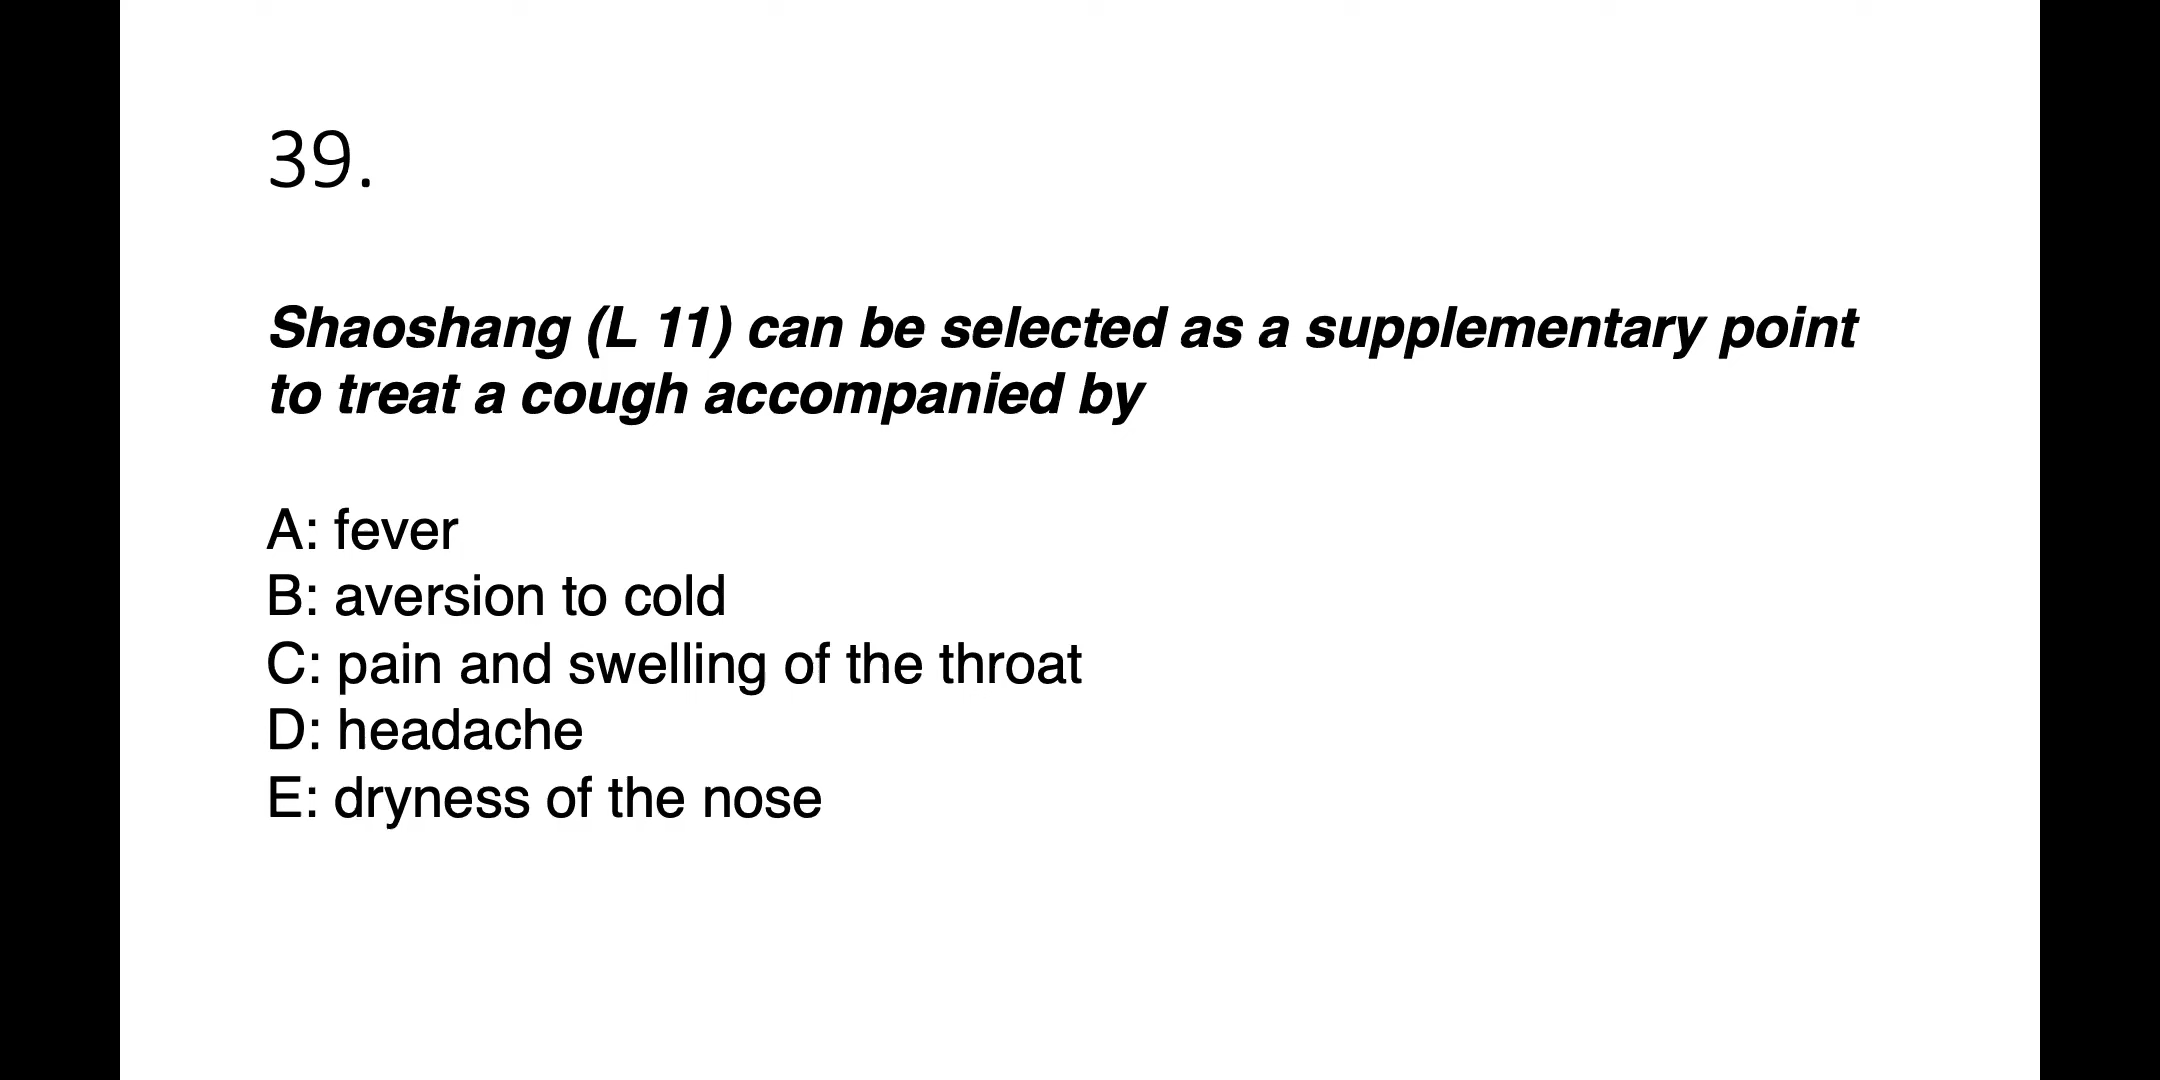 39.
Shaoshang (L 11) can be selected as a supplementary point
to treat a cough accompanied by
A: fever
B: aversion to cold
C: pain and swelling of the throat
D: headache
E: dryness of the nose